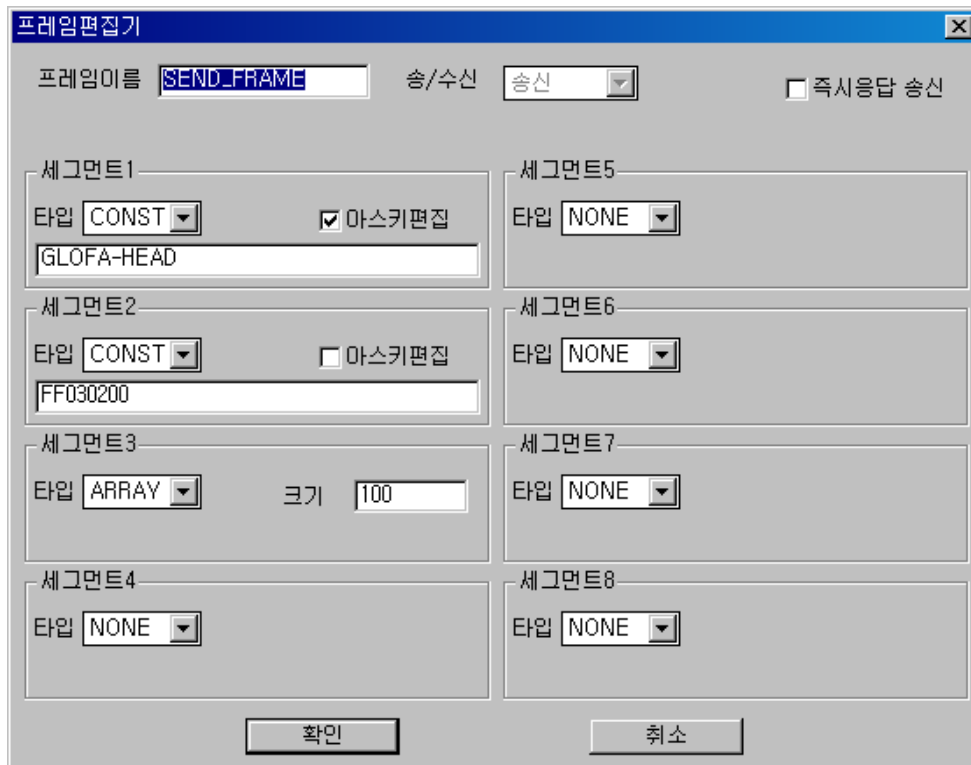 프레임편집기
프레임이름 SEND_FRAME 송/수신 송신 즉시응답 송신
세그먼트1
타입 CONST 아스키편집
GLOFA-HEAD
세그먼트2
타입 CONST 아스키편집
FF030200
세그먼트3
타입 ARRAY 크기 100
세그먼트4
타입 NONE
세그먼트5
타입 NONE
세그먼트6
타입 NONE
세그먼트7
타입 NONE
세그먼트8
타입 NONE
확인 취소